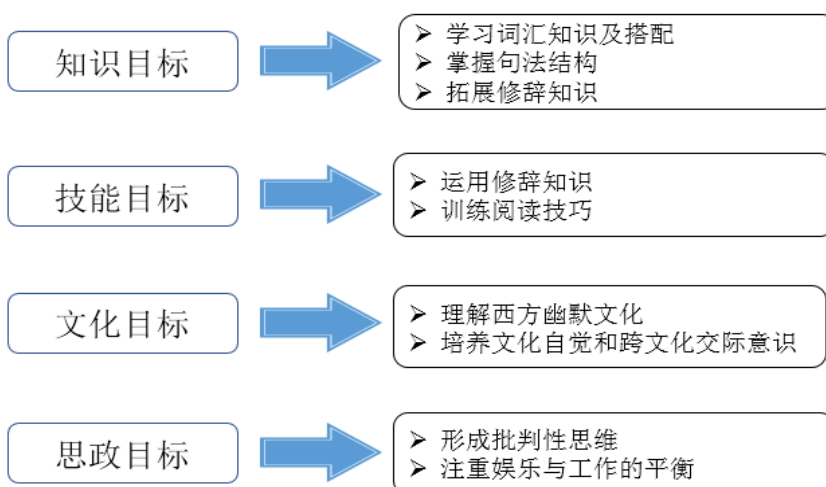 知识目标
➢ 学习词汇知识及搭配
➢ 掌握句法结构
➢ 拓展修辞知识
技能目标
➢ 运用修辞知识
➢ 训练阅读技巧
文化目标
➢ 理解西方幽默文化
➢ 培养文化自觉和跨文化交际意识
思政目标
➢ 形成批判性思维
➢ 注重娱乐与工作的平衡